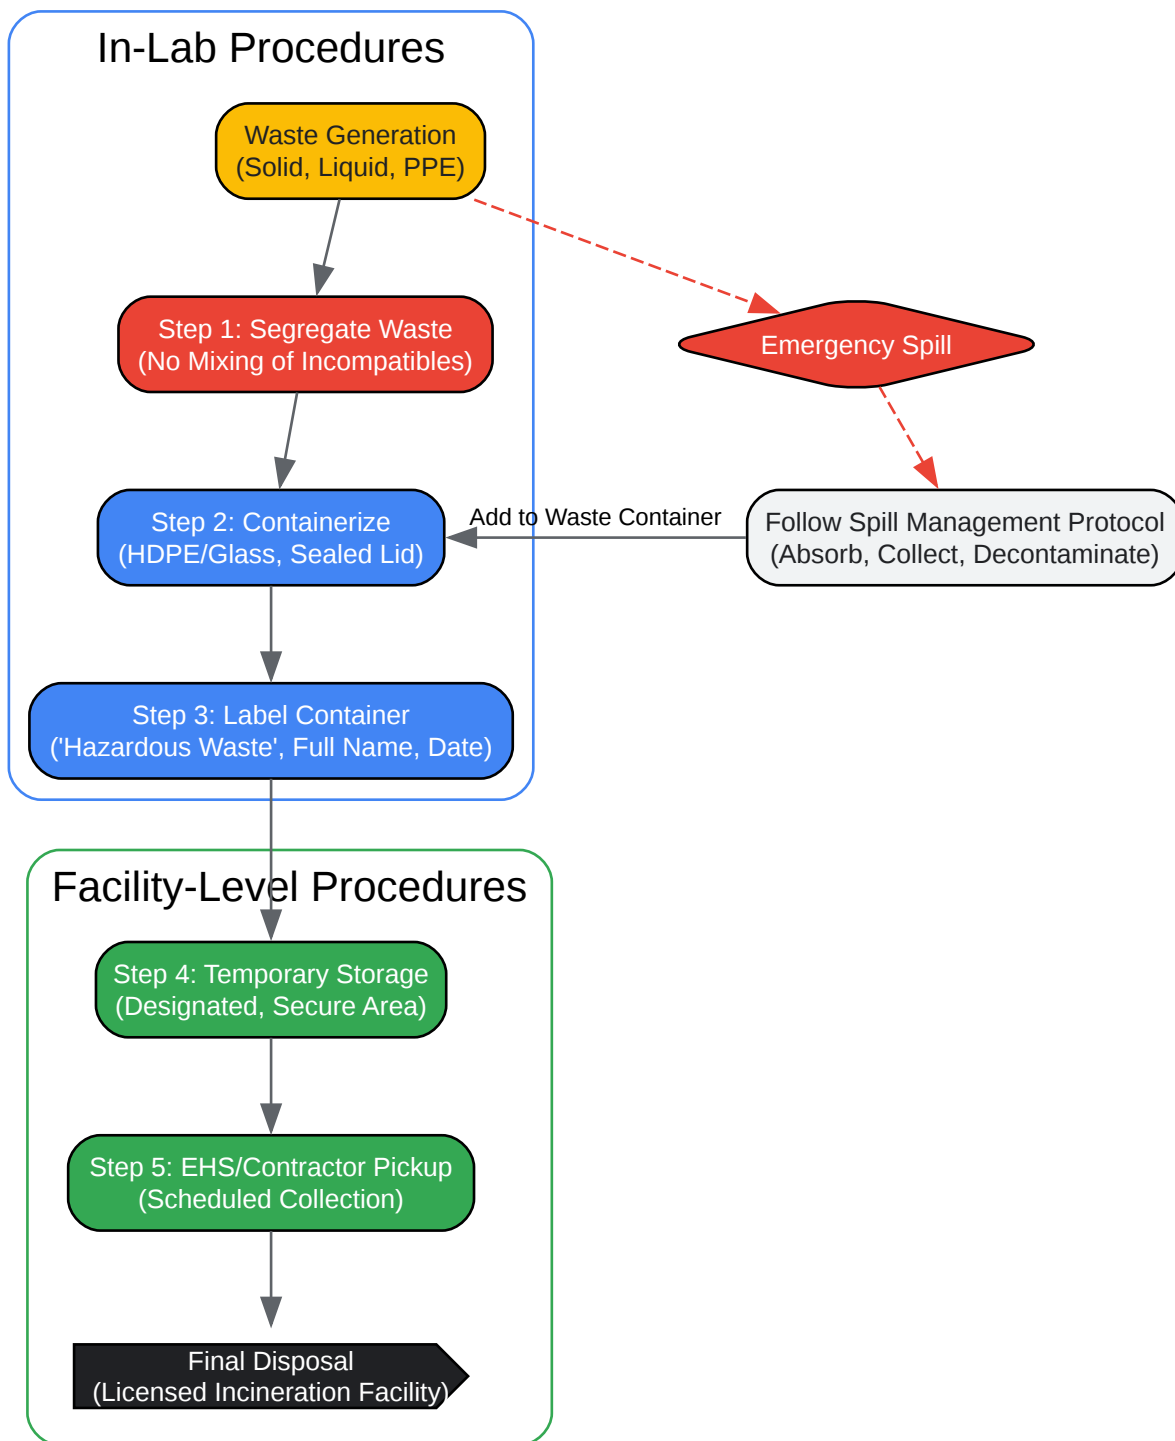 In-Lab Procedures
Waste Generation
(Solid, Liquid, PPE)
Step 1: Segregate Waste
(No Mixing of Incompatibles)
Emergency Spill
Step 2: Containerize
(HDPE/Glass, Sealed Lid)
Add to Waste Container
Follow Spill Management Protocol
(Absorb, Collect, Decontaminate)
Step 3: Label Container
('Hazardous Waste', Full Name, Date)
Facility-Level Procedures
Step 4: Temporary Storage
(Designated, Secure Area)
Step 5: EHS/Contractor Pickup
(Scheduled Collection)
Final Disposal
(Licensed Incineration Facility)